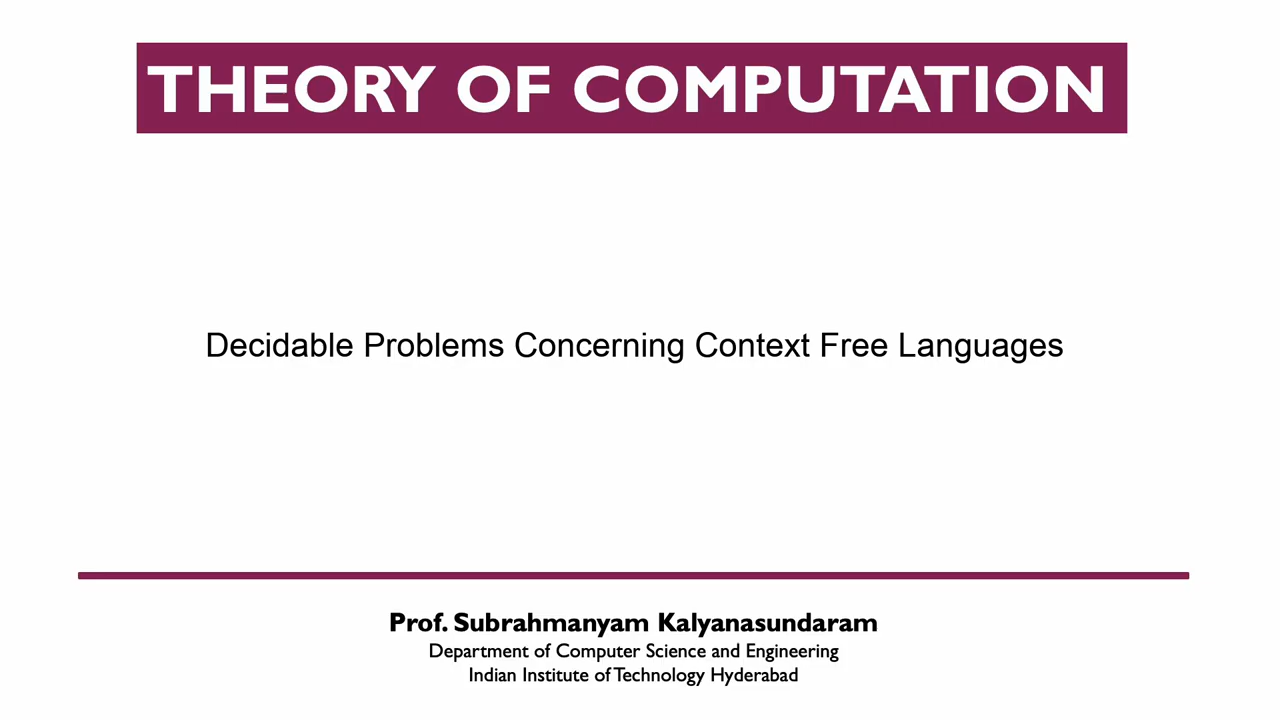 THEORY OF COMPUTATION
Decidable Problems Concerning Context Free Languages
Prof. Subrahmanyam Kalyanasundaram
Department of Computer Science and Engineering
Indian Institute of Technology Hyderabad